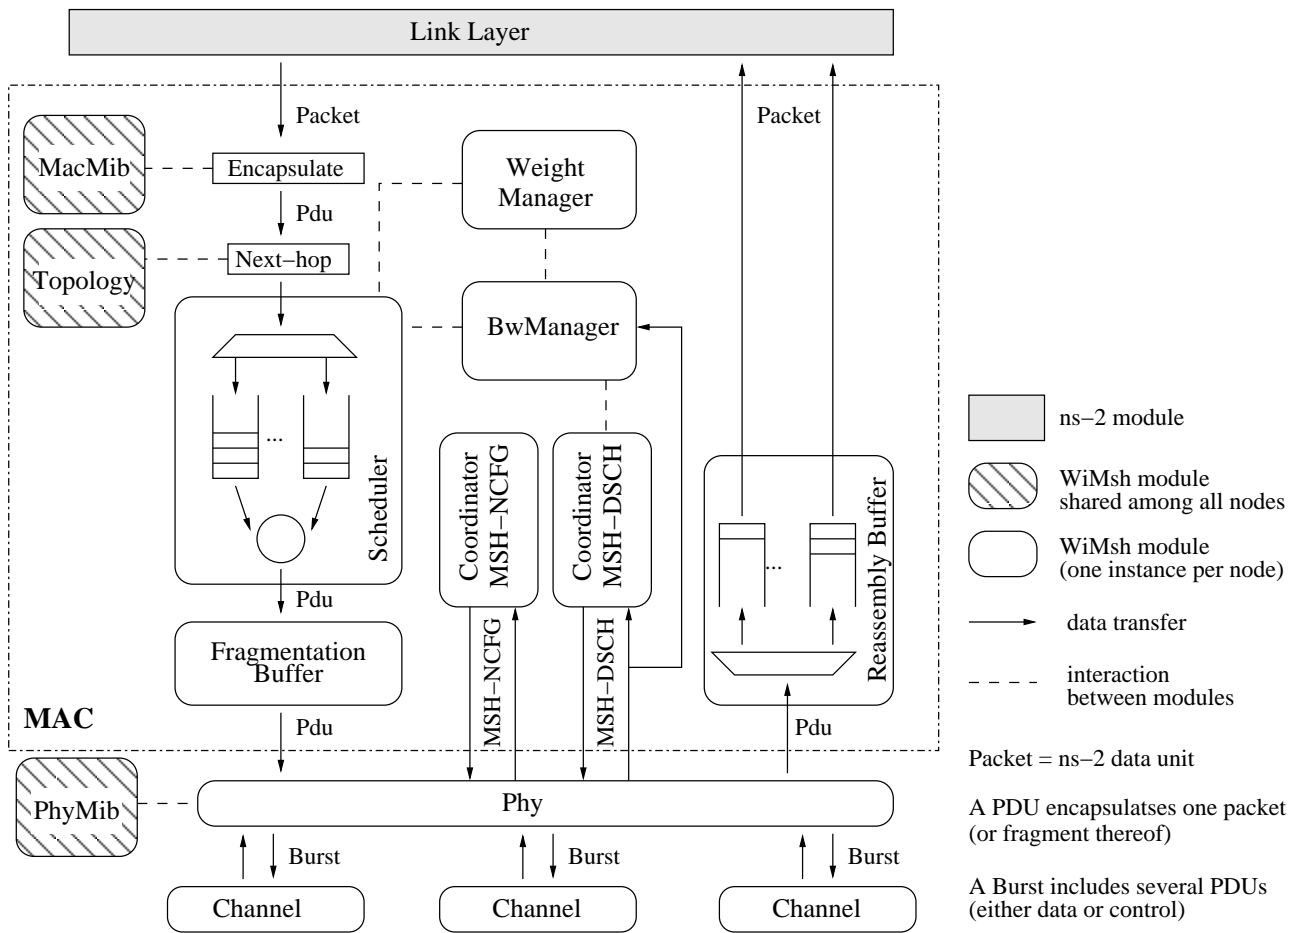 Link Layer
Packet
Packet
MacMib
Encapsulate
Weight
Manager
Pdu
Topology
Next-hop
BwManager
...
Scheduler
Coordinator
MSH-NCFG
Coordinator
MSH-DSCH
...
Reassembly Buffer
Pdu
Fragmentation
Buffer
MSH-NCFG
MSH-DSCH
MAC
Pdu
Pdu
PhyMib
Phy
Burst
Burst
Burst
Channel
Channel
Channel
ns-2 module
WiMsh module
shared among all nodes
WiMsh module
(one instance per node)
data transfer
interaction
between modules
Packet = ns-2 data unit
A PDU encapsulatses one packet
(or fragment thereof)
A Burst includes several PDUs
(either data or control)